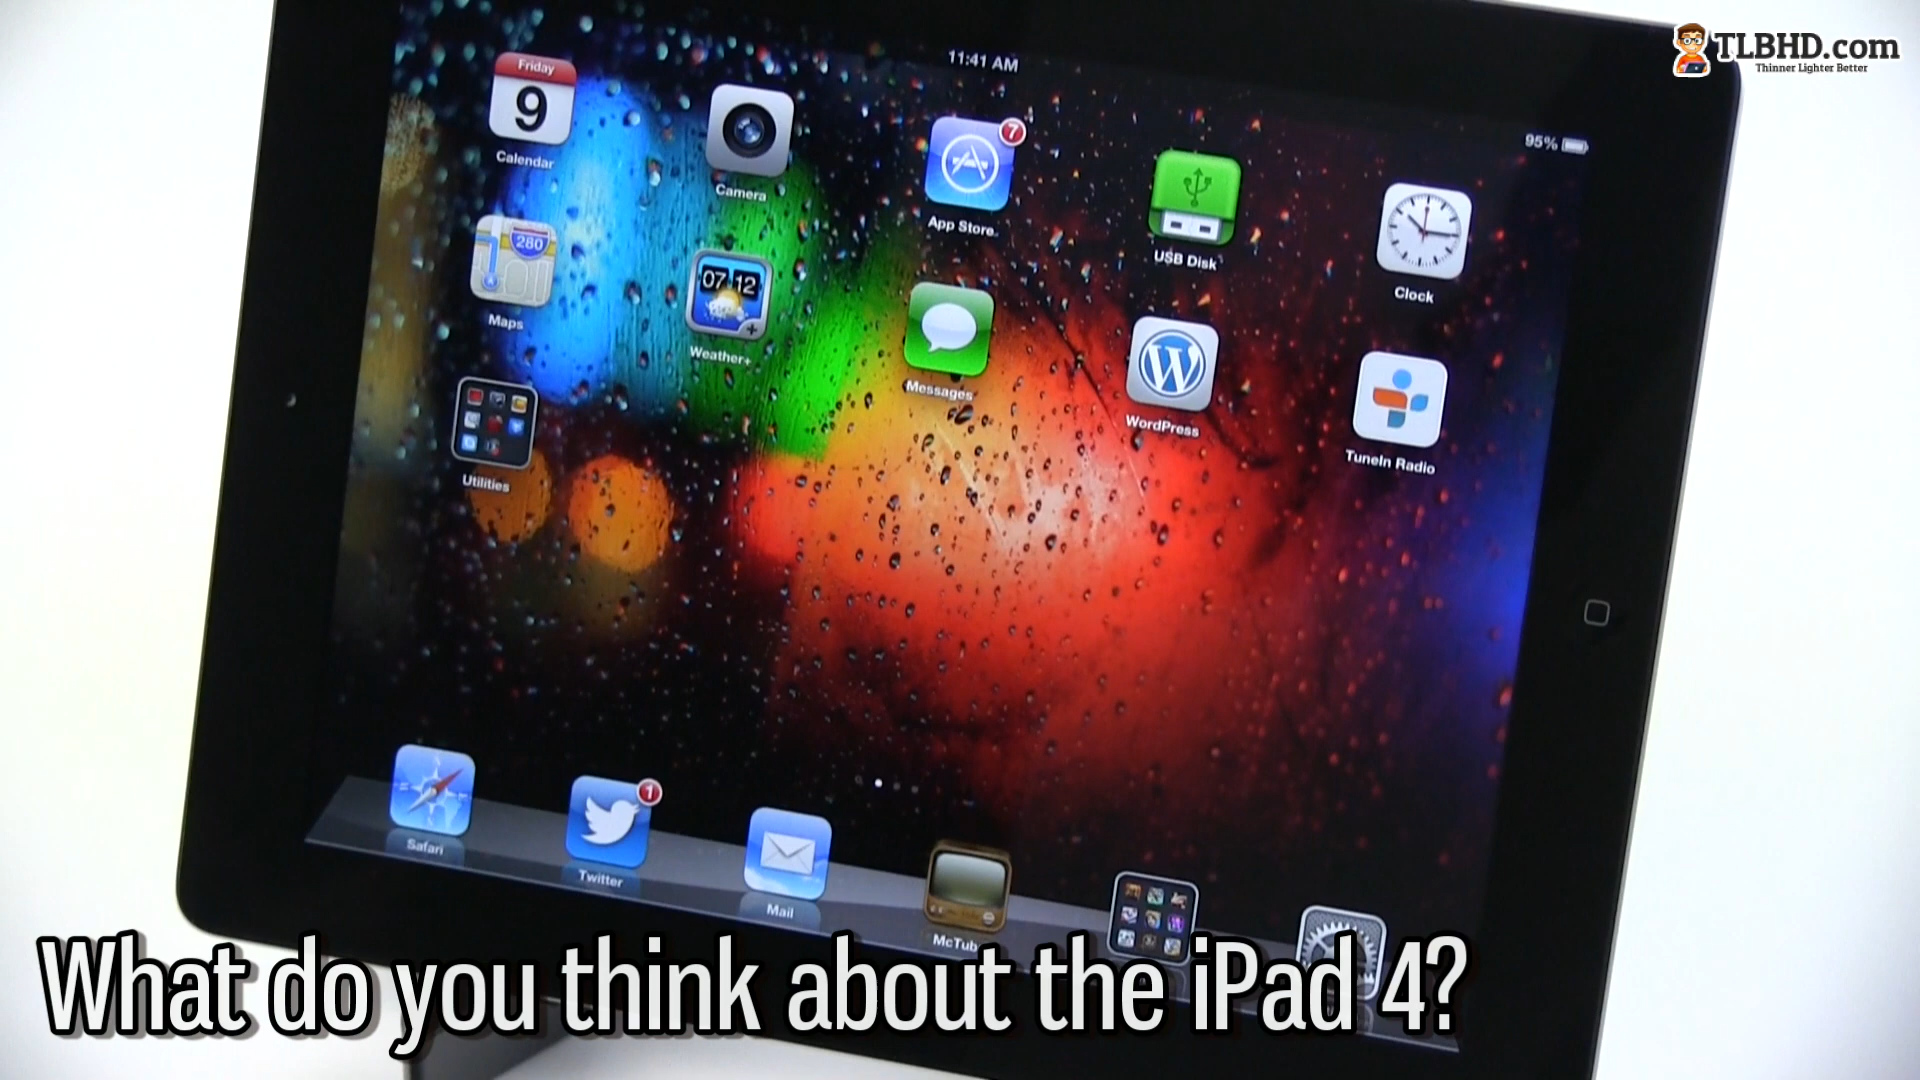 TLBHD.com
Thinner Lighter Better
11:41 AM
95%
Friday
9
Calendar
Camera
7
App Store
USB Disk
Clock
280
Maps
07 12
Weather+
Messages
WordPress
TuneIn Radio
Utilities
Safari
1
Twitter
Mail
McTub
What do you think about the iPad 4?